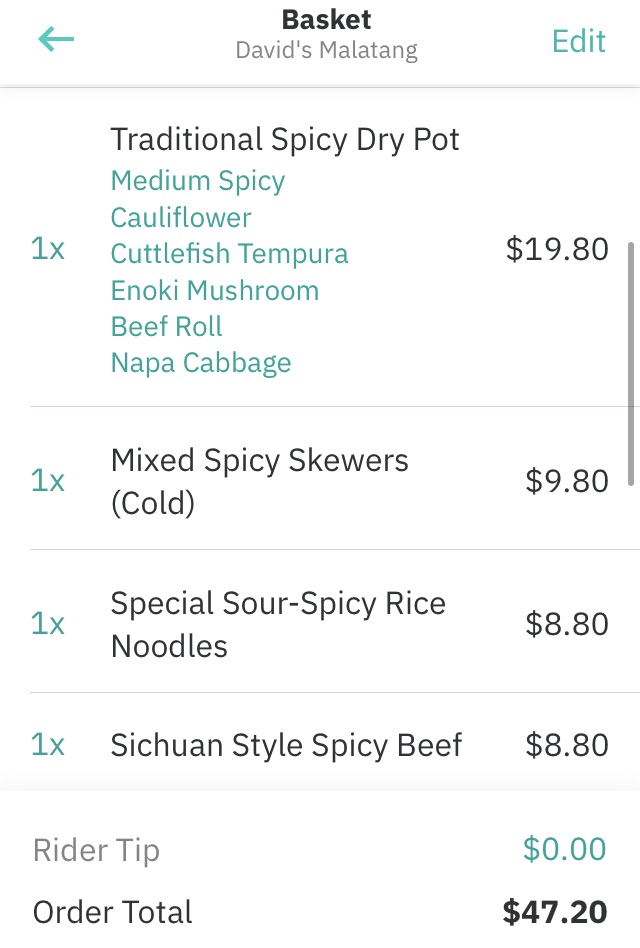 Basket
David's Malatang
Edit
Traditional Spicy Dry Pot
Medium Spicy
Cauliflower
1x
Cuttlefish Tempura
$19.80
Enoki Mushroom
Beef Roll
Napa Cabbage
Mixed Spicy Skewers
1x
(Cold)
$9.80
Special Sour-Spicy Rice
1x
Noodles
$8.80
1x Sichuan Style Spicy Beef $8.80
Rider Tip $0.00
Order Total $47.20